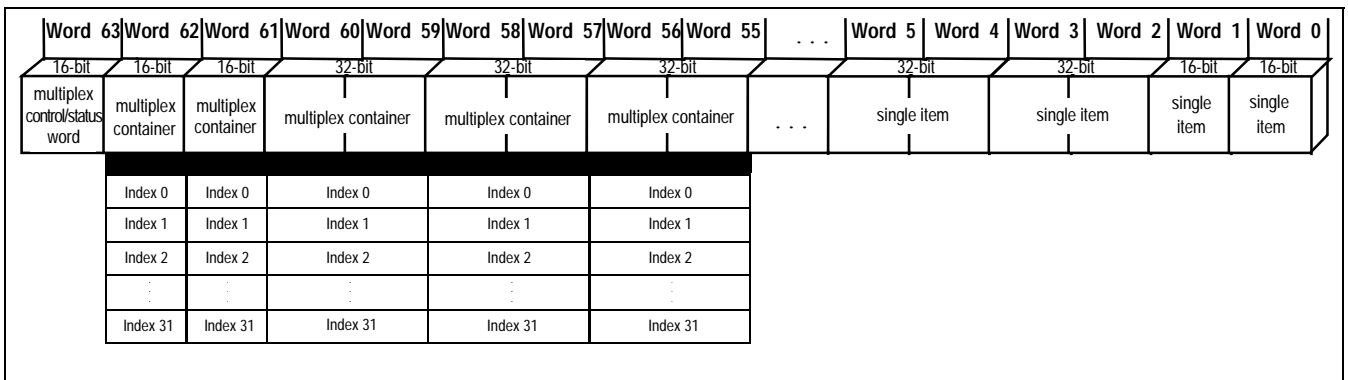 Word 63 Word 62 Word 61 Word 60 Word 59 Word 58 Word 57 Word 56 Word 55 . . . Word 5 Word 4 Word 3 Word 2 Word 1 Word 0
16-bit 16-bit 16-bit 32-bit 32-bit 32-bit 32-bit 32-bit 16-bit 16-bit
multiplex control/status word multiplex container multiplex container multiplex container multiplex container multiplex container . . . single item single item single item single item
Index 0 Index 0 Index 0 Index 0 Index 0
Index 1 Index 1 Index 1 Index 1 Index 1
Index 2 Index 2 Index 2 Index 2 Index 2
Index 31 Index 31 Index 31 Index 31 Index 31